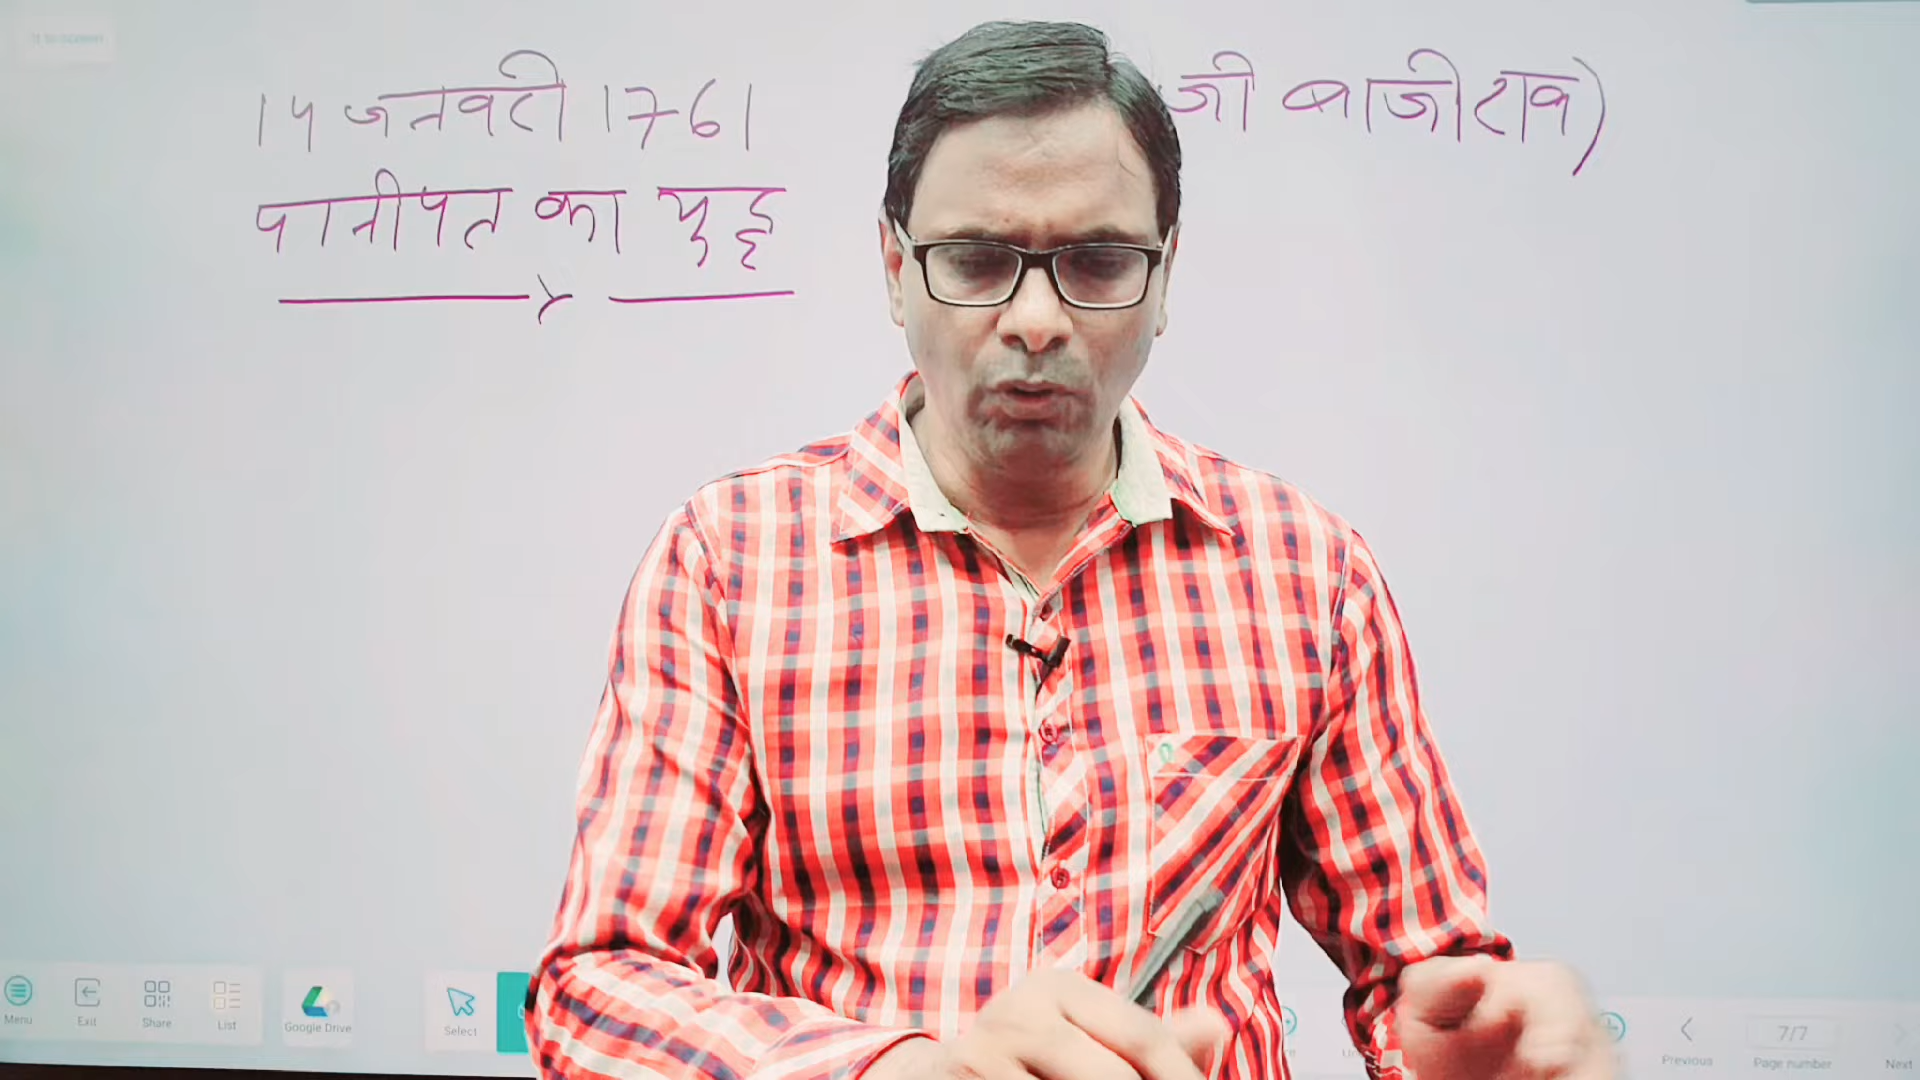 14 जनवरी 1761
जी बाजीराव)
पानीपत का युद्ध
Menu
Exit
Share
List
Google Drive
Select
Previous
7/7
Page number
Next